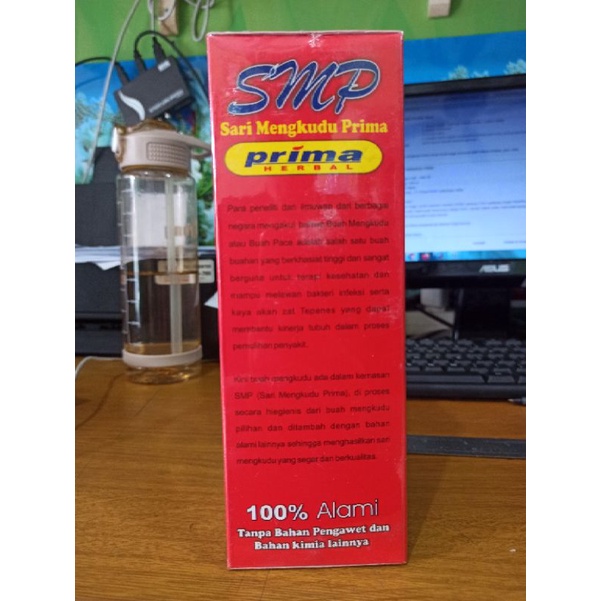 SMP
Sari Mengkudu Prima
prima
HERBAL
Para peneliti dan ilmuwan dari berbagai
negara mengakui bahwa Buah Mengkudu
atau Buah Pace adalah salah satu buah
buahan yang berkhasiat tinggi dan sangat
berguna untuk terapi kesehatan dan
mampu melawan bakteri infeksi serta
kaya akan zat Tepenes yang dapat
membantu kinerja tubuh dalam proses
pemulihan penyakit.
Kini telah mengkudu ada dalam kemasan
SMP (Sari Mengkudu Prima), di proses
secara hiegienis dari buah mengkudu
pilihan dan ditambah dengan bahan
alami lainnya sehingga menghasilkan sari
mengkudu yang segar dan berkualitas.
100% Alami
Tanpa Bahan Pengawet dan
Bahan kimia lainnya
ASUS